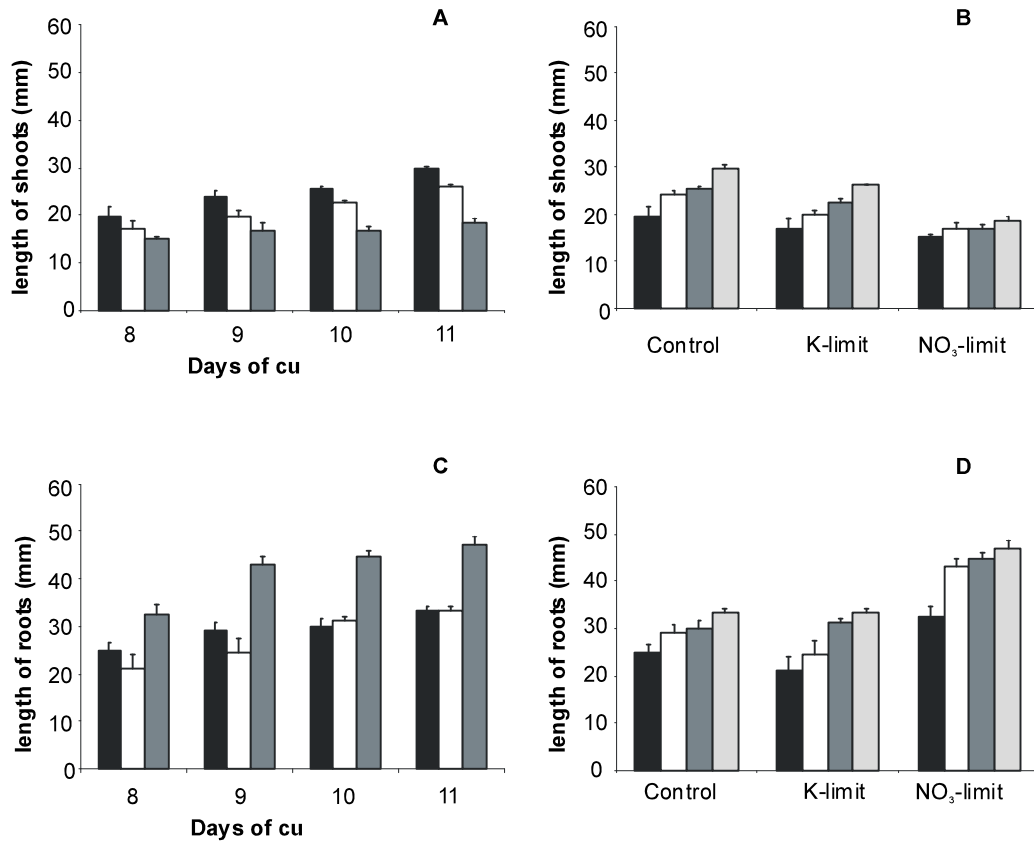 A
60
50
40
30
20
10
0
length of shoots (mm)
8 9 10 11
Days of cu
B
60
50
40
30
20
10
0
length of shoots (mm)
Control K-limit NO₃-limit
C
60
50
40
30
20
10
0
length of roots (mm)
8 9 10 11
Days of cu
D
60
50
40
30
20
10
0
length of roots (mm)
Control K-limit NO₃-limit